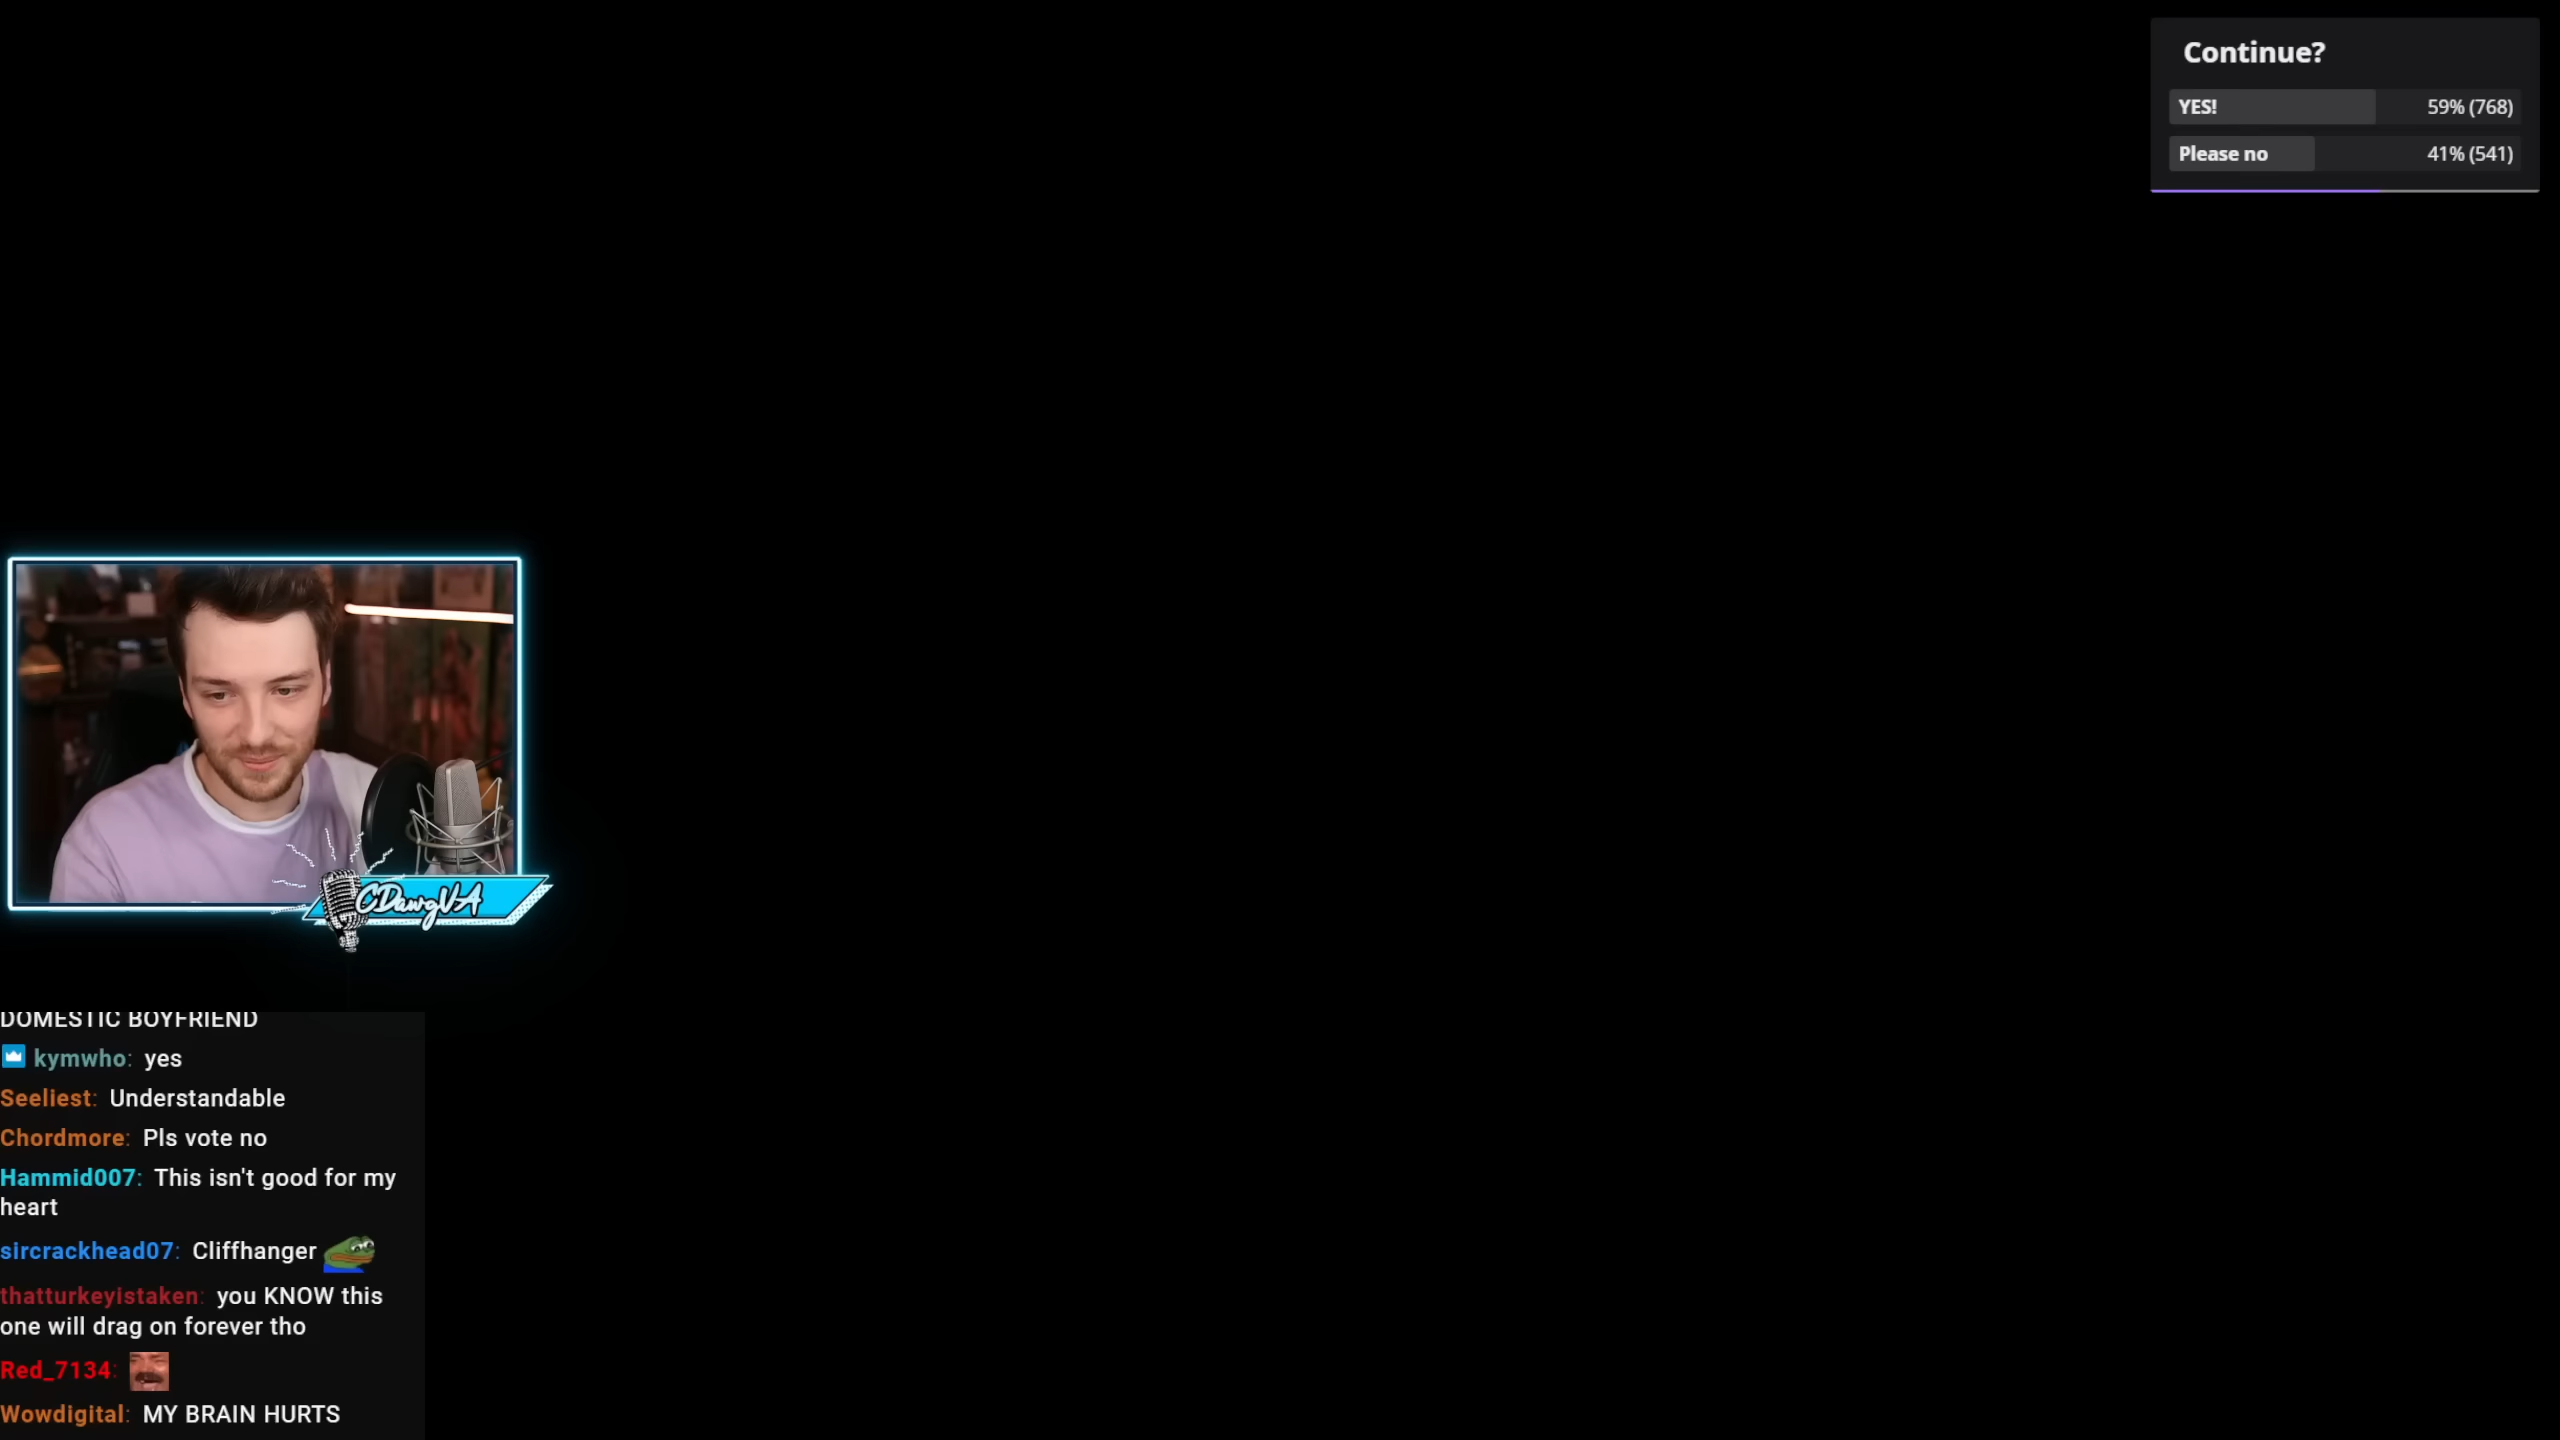 Continue?
YES! 59% (768)
Please no 41% (541)
CDawgVA
DOMESTIC BOYFRIEND
kymwho: yes
Seeliest: Understandable
Chordmore: Pls vote no
Hammid007: This isn't good for my
heart
sircrackhead07: Cliffhanger
thatturkeyistaken: you KNOW this
one will drag on forever tho
Red_7134:
Wowdigital: MY BRAIN HURTS